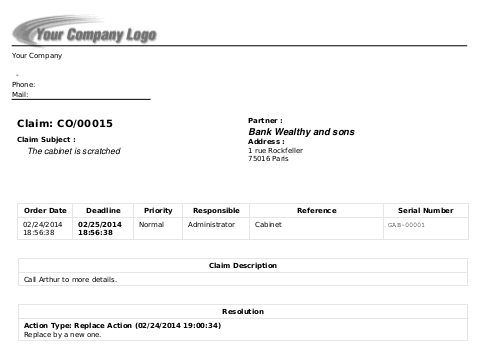 Your Company Logo
Your Company
,
Phone:
Mail:
Claim: CO/00015
Claim Subject :
The cabinet is scratched
Partner :
Bank Wealthy and sons
Address :
1 rue Rockfeller
75016 Paris
Order Date Deadline Priority Responsible Reference Serial Number
02/24/2014 02/25/2014 Normal Administrator Cabinet GAB-00001
18:56:38 18:56:38
Claim Description
Call Arthur to more details.
Resolution
Action Type: Replace Action (02/24/2014 19:00:34)
Replace by a new one.